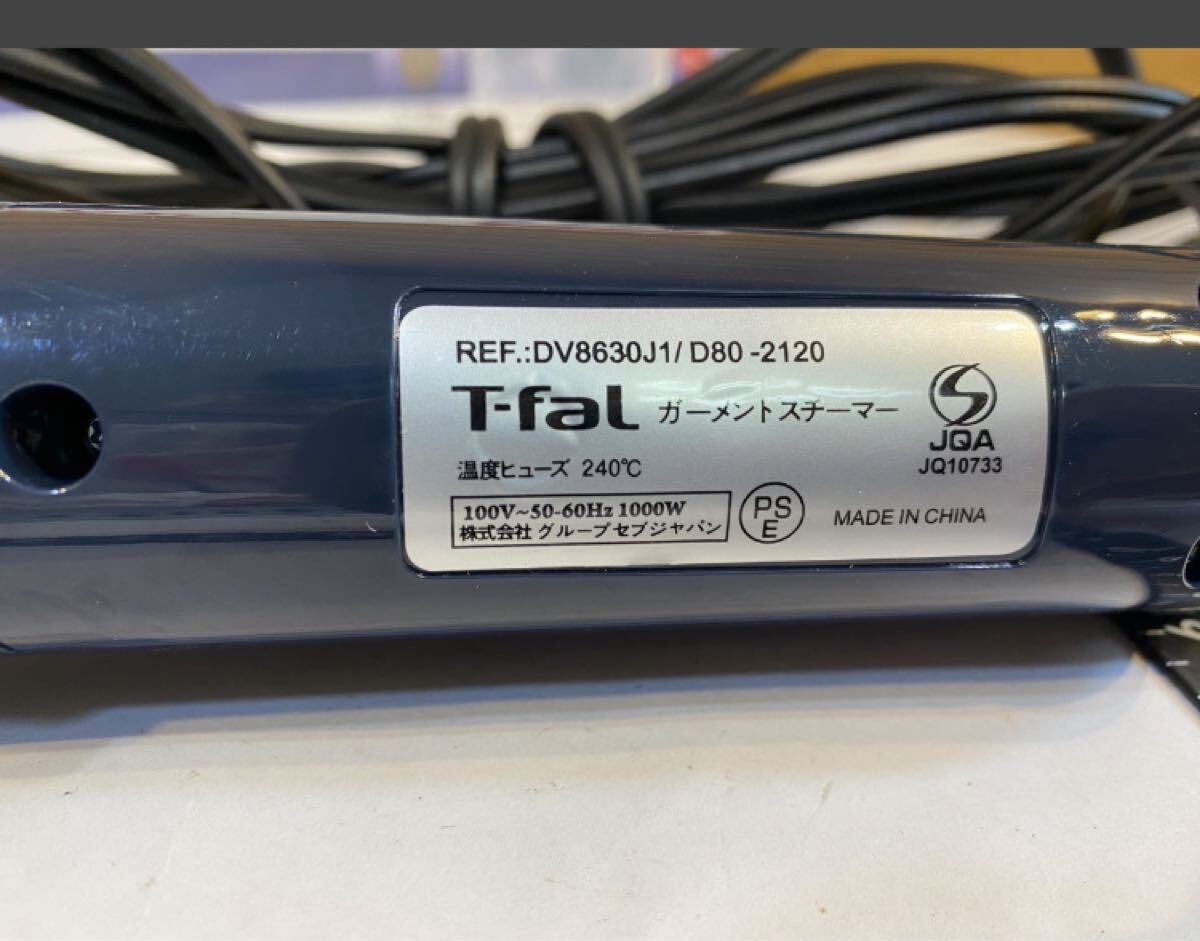 REF.:DV8630J1/ D80 -2120
T-fal ガーメントスチーマー
JQA
JQ10733
温度ヒューズ 240℃
100V~50-60Hz 1000W
株式会社 グループセブジャパン
PS
E
MADE IN CHINA